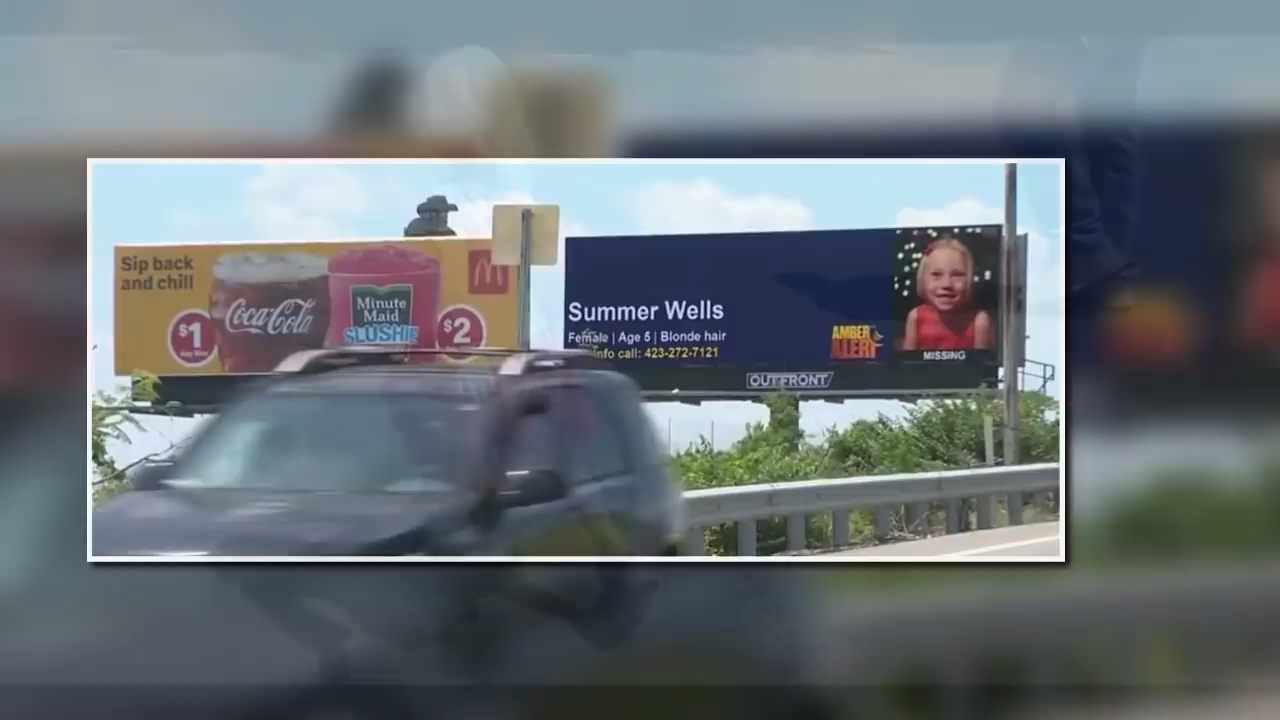 Sip back
and chill
Coca-Cola
Minute
Maid
SLUSHIE
$1
$2
Summer Wells
Female | Age 5 | Blonde hair
info call: 423-272-7121
AMBER
ALERT
MISSING
OUTFRONT